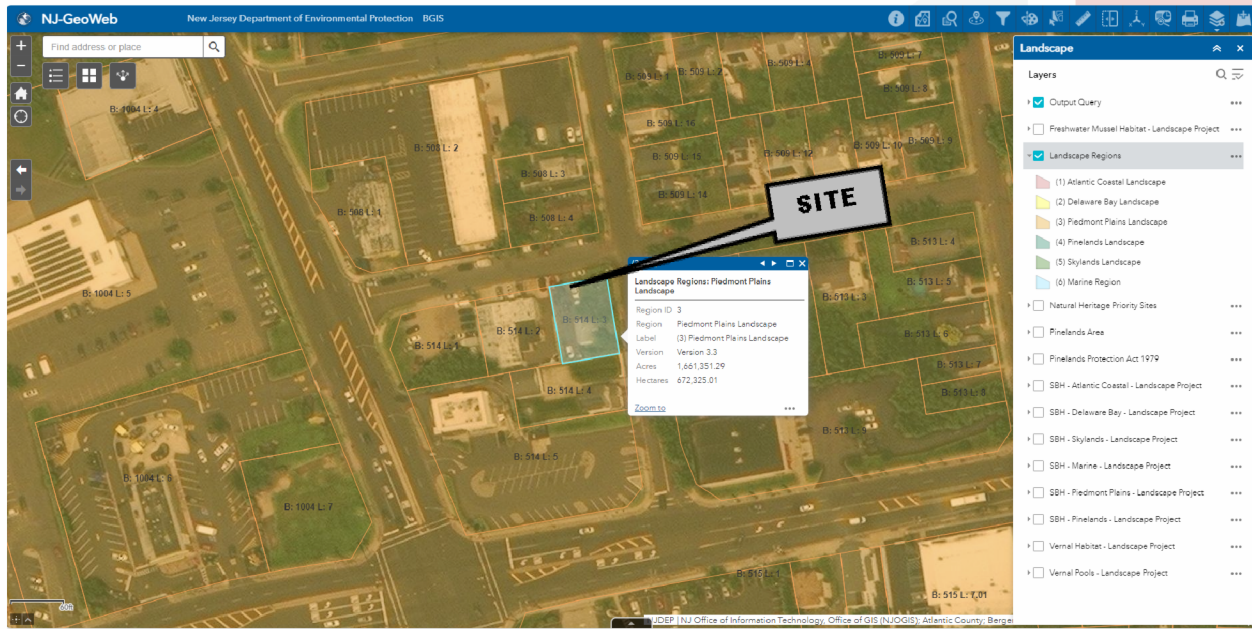 NJ-GeoWeb
New Jersey Department of Environmental Protection BGIS
Find address or place
B: 1004 L: 4
B: 503 L: 2
B: 508 L: 3
B: 508 L: 1
B: 508 L: 4
B: 509 L: 1
B: 509 L: 2
B: 509 L: 4
B: 509 L: 7
B: 509 L: 8
B: 509 L: 16
B: 509 L: 15
B: 509 L: 12
B: 509 L: 10
B: 509 L: 9
B: 509 L: 14
SITE
B: 513 L: 4
B: 513 L: 5
B: 513 L: 3
B: 513 L: 6
B: 513 L: 7
B: 513 L: 8
B: 513 L: 9
B: 1004 L: 5
B: 514 L: 1
B: 514 L: 2
B: 514 L: 3
B: 514 L: 4
B: 514 L: 5
B: 1004 L: 8
B: 1004 L: 7
B: 515 L: 1
B: 515 L: 7.01
Landscape Regions: Piedmont Plains
Landscape
Region ID 3
Region Piedmont Plains Landscape
Label (3) Piedmont Plains Landscape
Version Version 3.3
Acres 1,661,351.29
Hectares 672,325.01
Zoom to
60ft
NJDEP | NJ Office of Information Technology, Office of GIS (NJOGIS); Atlantic County; Berge
Landscape
Layers
Output Query
Freshwater Mussel Habitat - Landscape Project
Landscape Regions
(1) Atlantic Coastal Landscape
(2) Delaware Bay Landscape
(3) Piedmont Plains Landscape
(4) Pinelands Landscape
(5) Skylands Landscape
(6) Marine Region
Natural Heritage Priority Sites
Pinelands Area
Pinelands Protection Act 1979
SBH - Atlantic Coastal - Landscape Project
SBH - Delaware Bay - Landscape Project
SBH - Skylands - Landscape Project
SBH - Marine - Landscape Project
SBH - Piedmont Plains - Landscape Project
SBH - Pinelands - Landscape Project
Vernal Habitat - Landscape Project
Vernal Pools - Landscape Project